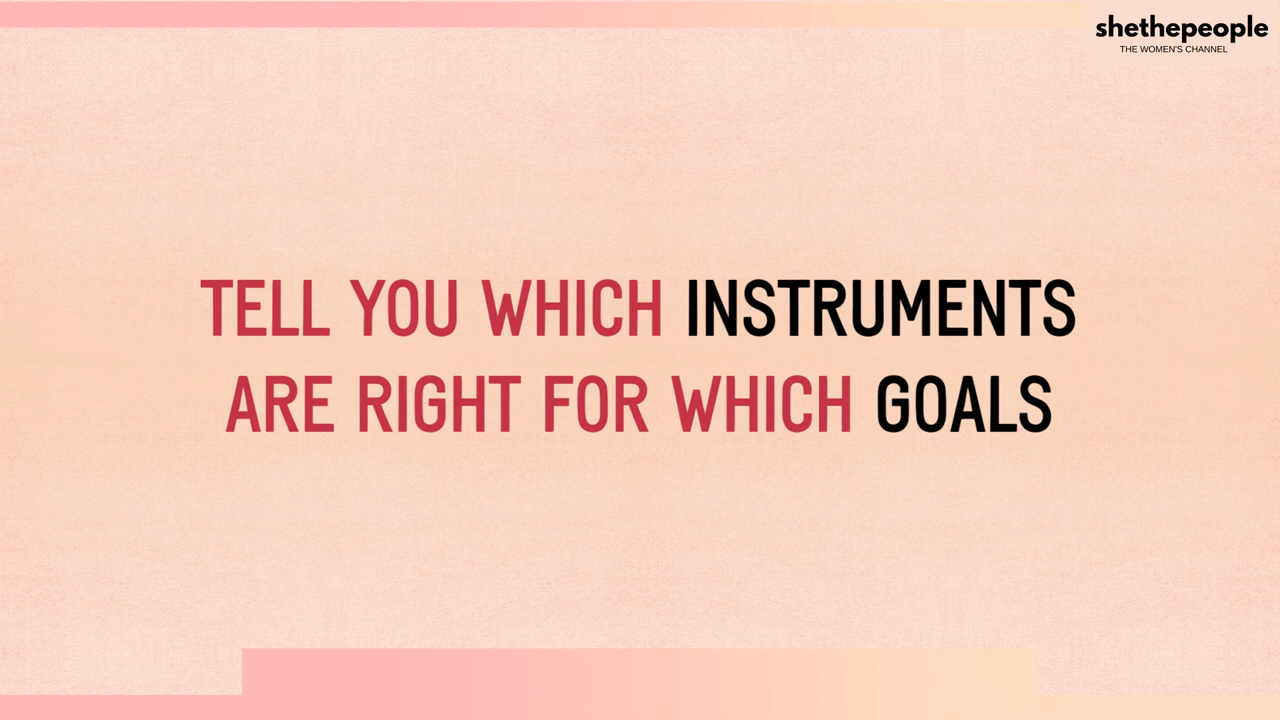 shethepeople
THE WOMEN'S CHANNEL
TELL YOU WHICH INSTRUMENTS
ARE RIGHT FOR WHICH GOALS